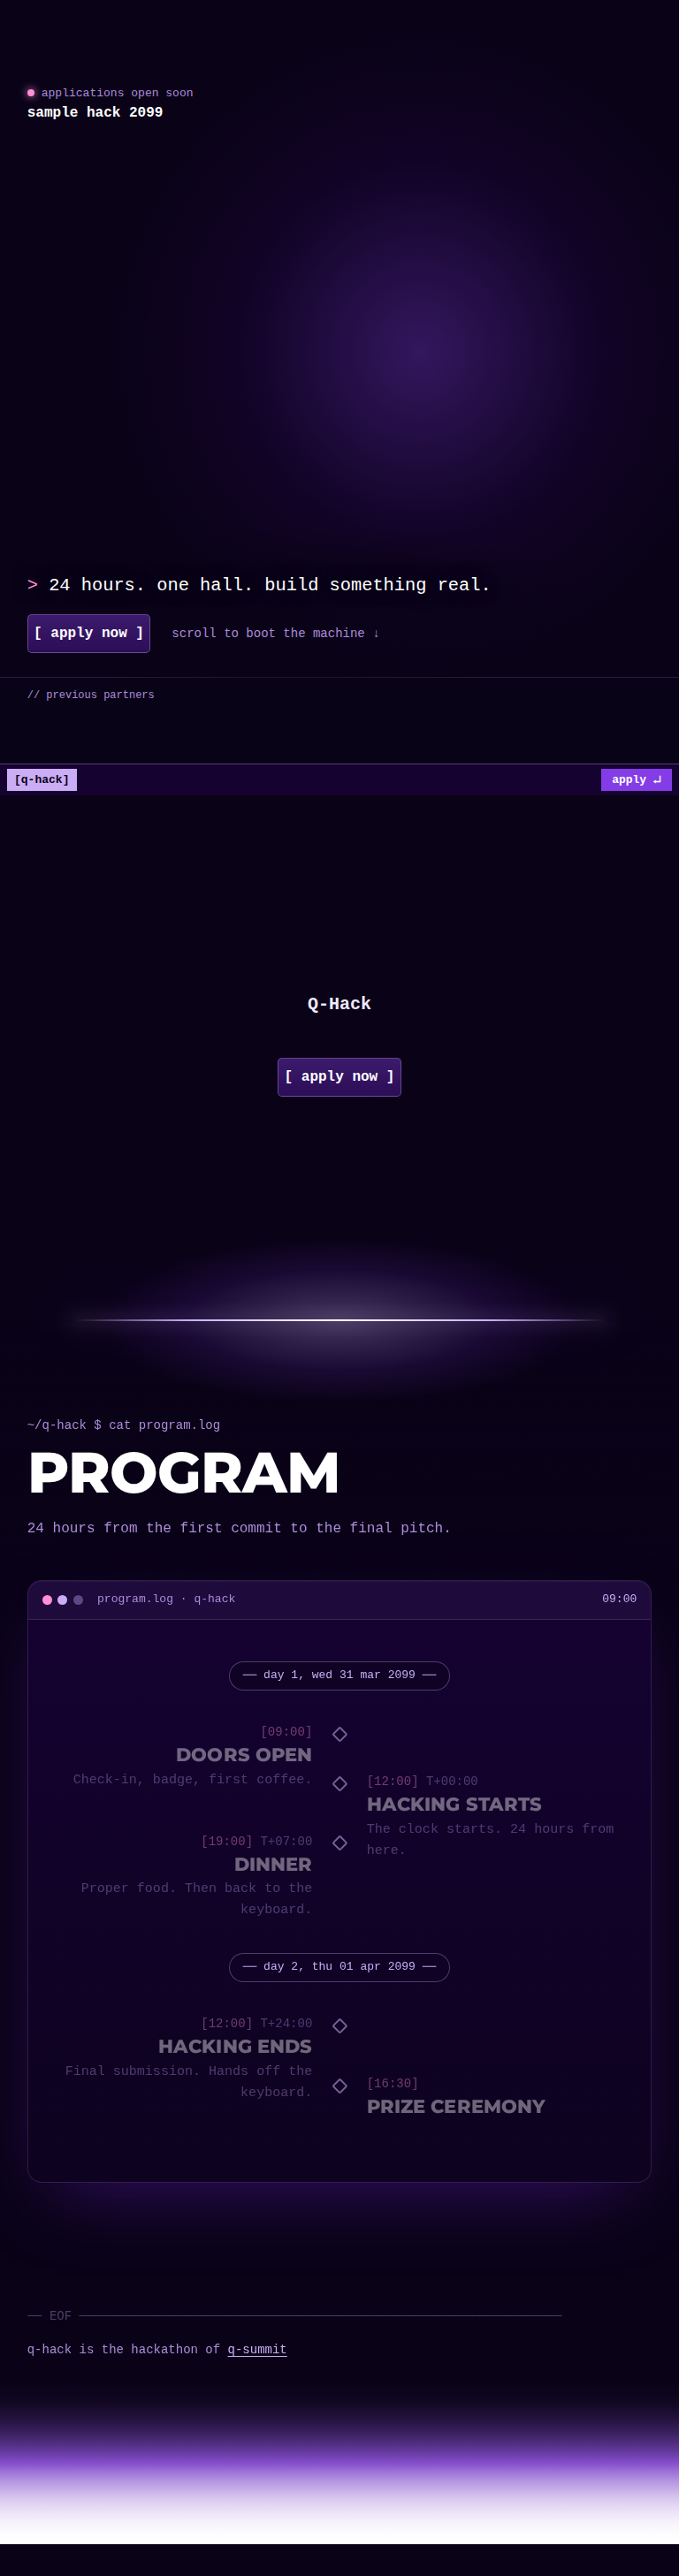 applications open soon
sample hack 2099
> 24 hours. one hall. build something real.
[ apply now ]
scroll to boot the machine ↓
// previous partners
[q-hack]
apply ↵
Q-Hack
[ apply now ]
~/q-hack $ cat program.log
PROGRAM
24 hours from the first commit to the final pitch.
program.log · q-hack
09:00
── day 1, wed 31 mar 2099 ──
[09:00]
DOORS OPEN
Check-in, badge, first coffee.
[12:00] T+00:00
HACKING STARTS
The clock starts. 24 hours from
here.
[19:00] T+07:00
DINNER
Proper food. Then back to the
keyboard.
── day 2, thu 01 apr 2099 ──
[12:00] T+24:00
HACKING ENDS
Final submission. Hands off the
keyboard.
[16:30]
PRIZE CEREMONY
── EOF ──
q-hack is the hackathon of q-summit